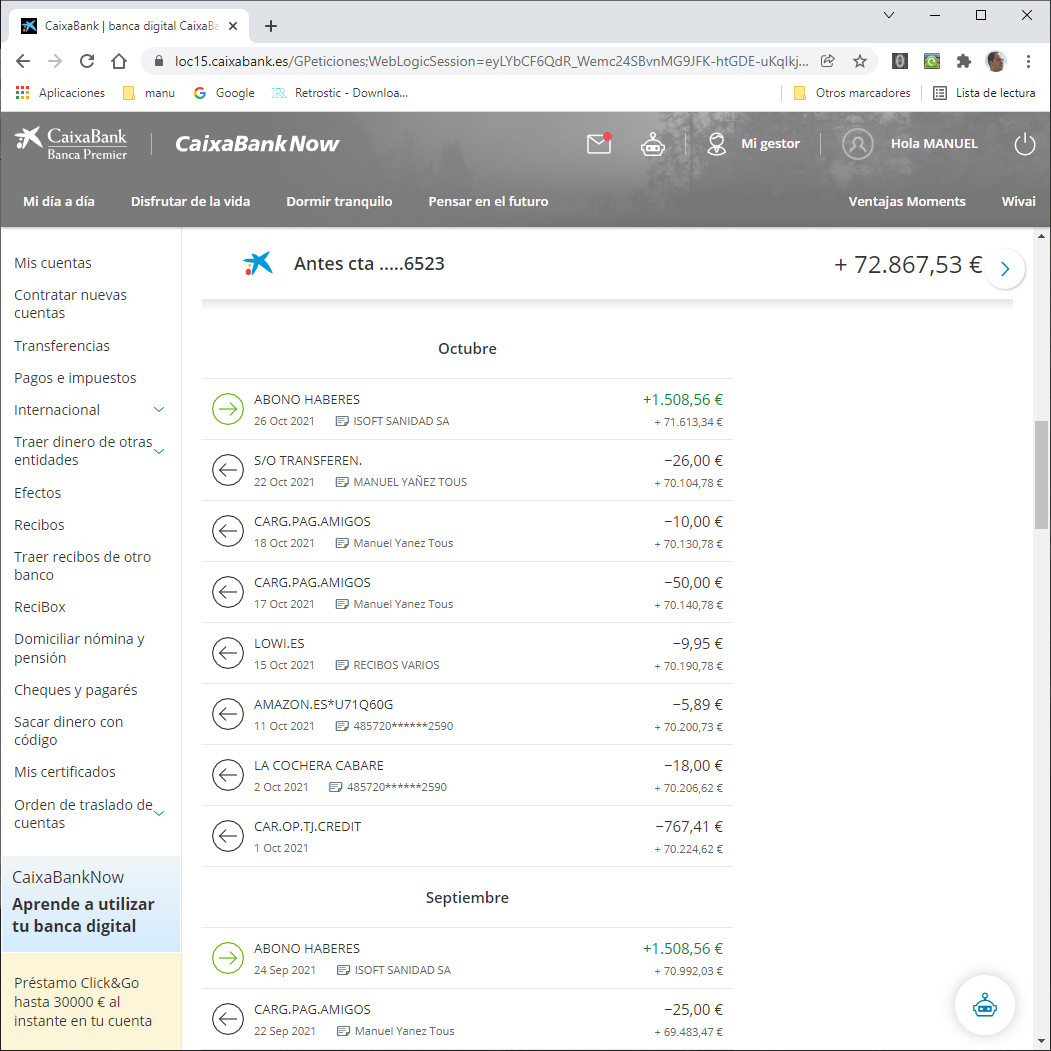 CaixaBank | banca digital CaixaBa
loc15.caixabank.es/GPeticiones;WebLogicSession=eyLYbCF6QdR_Wemc24SBvnMG9JFK-htGDE-uKqIkj...
Aplicaciones manu Google Retrostic - Downloa... Otros marcadores Lista de lectura
CaixaBank
Banca Premier
CaixaBankNow
Mi gestor
Hola MANUEL
Mi día a día Disfrutar de la vida Dormir tranquilo Pensar en el futuro Ventajas Moments Wivai
Mis cuentas
Contratar nuevas
cuentas
Transferencias
Pagos e impuestos
Internacional
Traer dinero de otras
entidades
Efectos
Recibos
Traer recibos de otro
banco
ReciBox
Domiciliar nómina y
pensión
Cheques y pagarés
Sacar dinero con
código
Mis certificados
Orden de traslado de
cuentas
CaixaBankNow
Aprende a utilizar
tu banca digital
Préstamo Click&Go
hasta 30000 € al
instante en tu cuenta
Antes cta .....6523 + 72.867,53 €
Octubre
ABONO HABERES +1.508,56 €
26 Oct 2021 ISOFT SANIDAD SA + 71.613,34 €
S/O TRANSFEREN. −26,00 €
22 Oct 2021 MANUEL YAÑEZ TOUS + 70.104,78 €
CARG.PAG.AMIGOS −10,00 €
18 Oct 2021 Manuel Yanez Tous + 70.130,78 €
CARG.PAG.AMIGOS −50,00 €
17 Oct 2021 Manuel Yanez Tous + 70.140,78 €
LOWI.ES −9,95 €
15 Oct 2021 RECIBOS VARIOS + 70.190,78 €
AMAZON.ES*U71Q60G −5,89 €
11 Oct 2021 485720******2590 + 70.200,73 €
LA COCHERA CABARE −18,00 €
2 Oct 2021 485720******2590 + 70.206,62 €
CAR.OP.TJ.CREDIT −767,41 €
1 Oct 2021 + 70.224,62 €
Septiembre
ABONO HABERES +1.508,56 €
24 Sep 2021 ISOFT SANIDAD SA + 70.992,03 €
CARG.PAG.AMIGOS −25,00 €
22 Sep 2021 Manuel Yanez Tous + 69.483,47 €